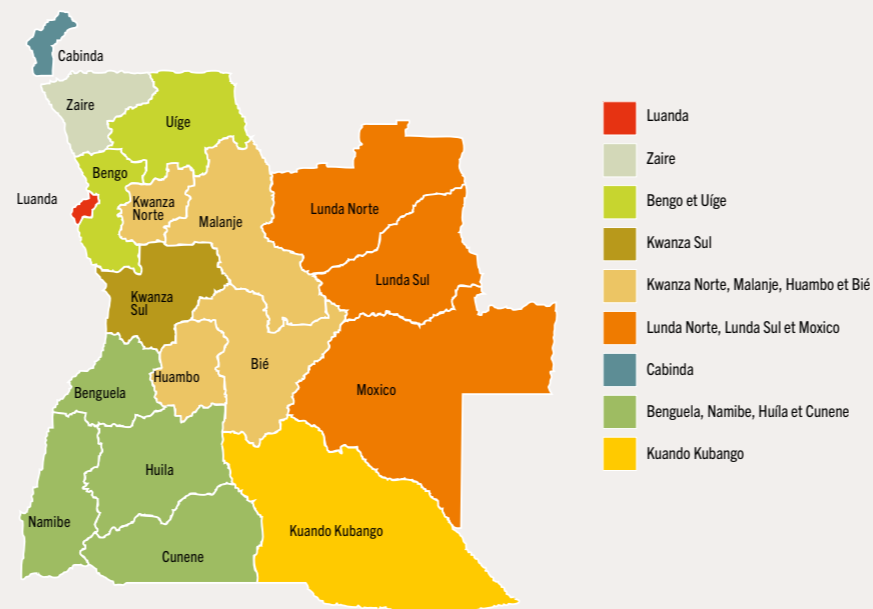 Cabinda
Zaire
Uíge
Bengo
Luanda
Kwanza
Norte
Malanje
Lunda Norte
Lunda Sul
Kwanza
Sul
Huambo
Bié
Moxico
Benguela
Huila
Namibe
Cunene
Kuando Kubango
Luanda
Zaire
Bengo et Uíge
Kwanza Sul
Kwanza Norte, Malanje, Huambo et Bié
Lunda Norte, Lunda Sul et Moxico
Cabinda
Benguela, Namibe, Huíla et Cunene
Kuando Kubango